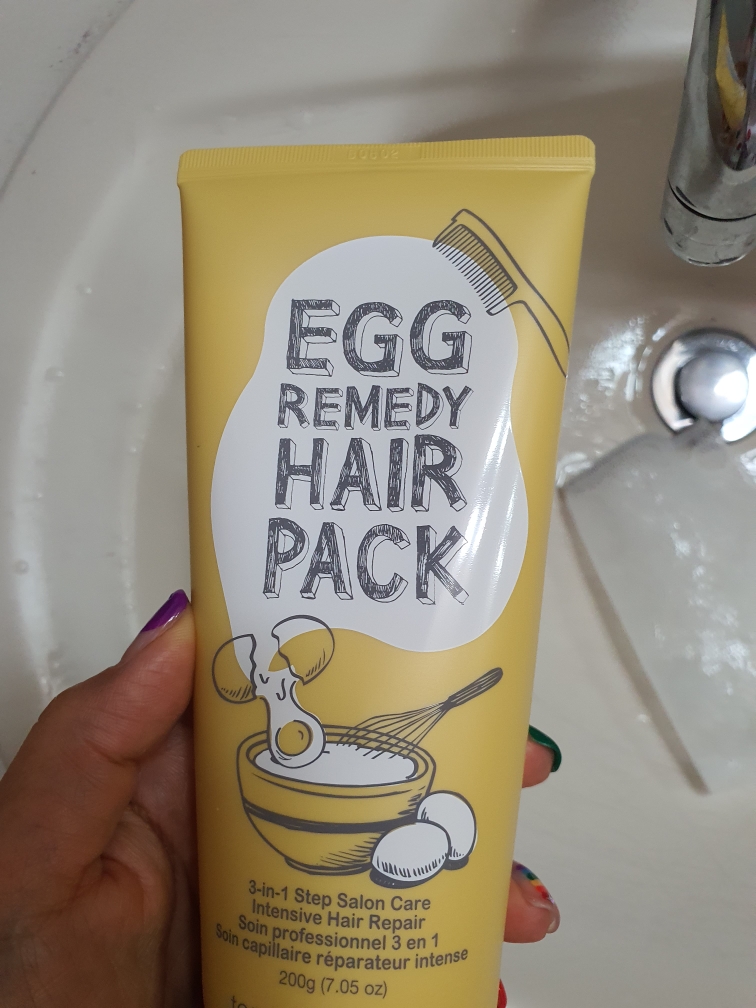 EGG
REMEDY
HAIR
PACK
3-in-1 Step Salon Care
Intensive Hair Repair
Soin professionnel 3 en 1
Soin capillaire réparateur intense
200g (7.05 oz)